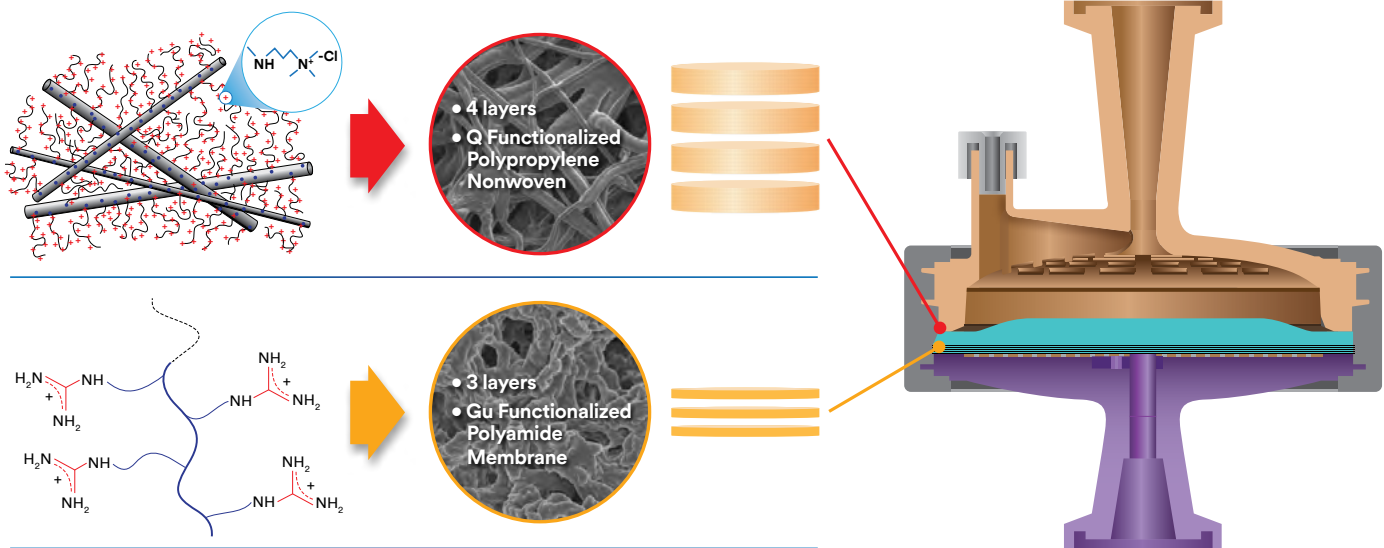 NH
N+
-Cl
• 4 layers
• Q Functionalized
Polypropylene
Nonwoven
H₂N
NH
+
NH₂
NH₂
+
NH
NH₂
H₂N
NH
+
NH₂
NH₂
+
NH
NH₂
• 3 layers
• Gu Functionalized
Polyamide
Membrane